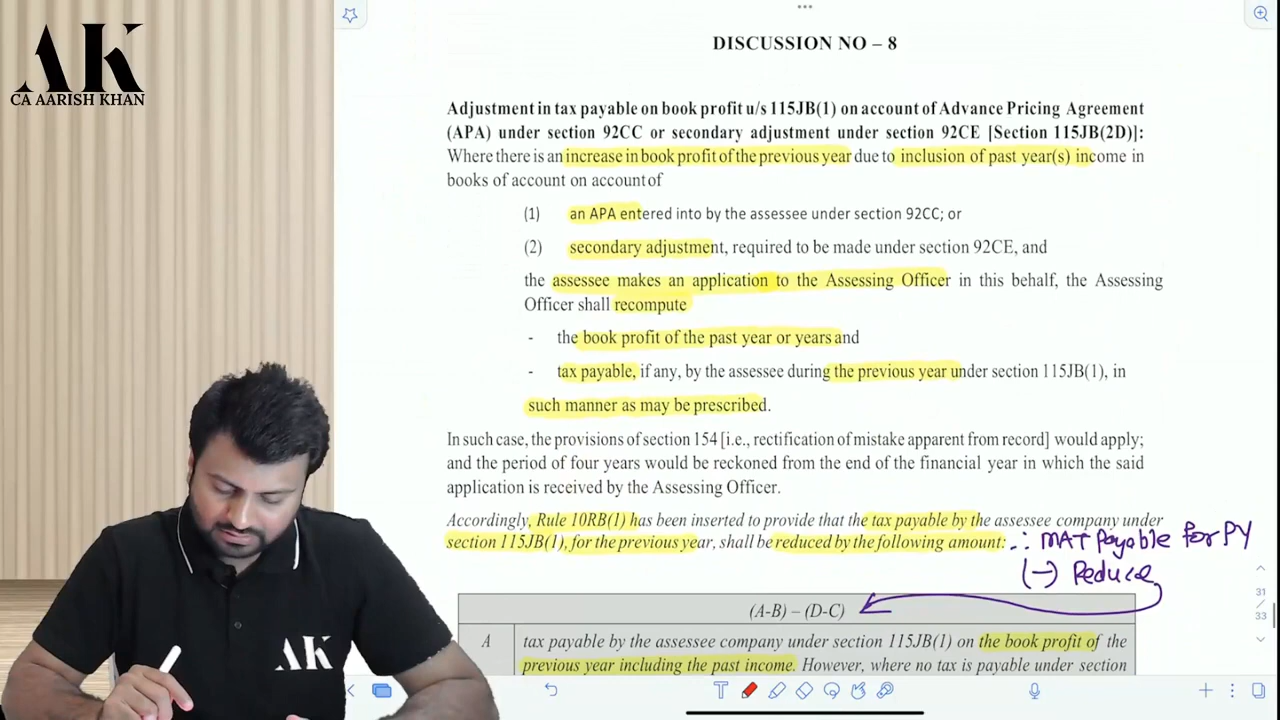 AK
CA AARISH KHAN
DISCUSSION NO – 8
Adjustment in tax payable on book profit u/s 115JB(1) on account of Advance Pricing Agreement
(APA) under section 92CC or secondary adjustment under section 92CE [Section 115JB(2D)]:
Where there is an increase in book profit of the previous year due to inclusion of past year(s) income in
books of account on account of
(1) an APA entered into by the assessee under section 92CC; or
(2) secondary adjustment, required to be made under section 92CE, and
the assessee makes an application to the Assessing Officer in this behalf, the Assessing
Officer shall recompute
- the book profit of the past year or years and
- tax payable, if any, by the assessee during the previous year under section 115JB(1), in
such manner as may be prescribed.
In such case, the provisions of section 154 [i.e., rectification of mistake apparent from record] would apply;
and the period of four years would be reckoned from the end of the financial year in which the said
application is received by the Assessing Officer.
Accordingly, Rule 10RB(1) has been inserted to provide that the tax payable by the assessee company under
section 115JB(1), for the previous year, shall be reduced by the following amount:
∴ MAT Payable for PY
(-) Reduce
(A-B) – (D-C)
A tax payable by the assessee company under section 115JB(1) on the book profit of the
previous year including the past income. However, where no tax is payable under section
31
/
33
AK
T